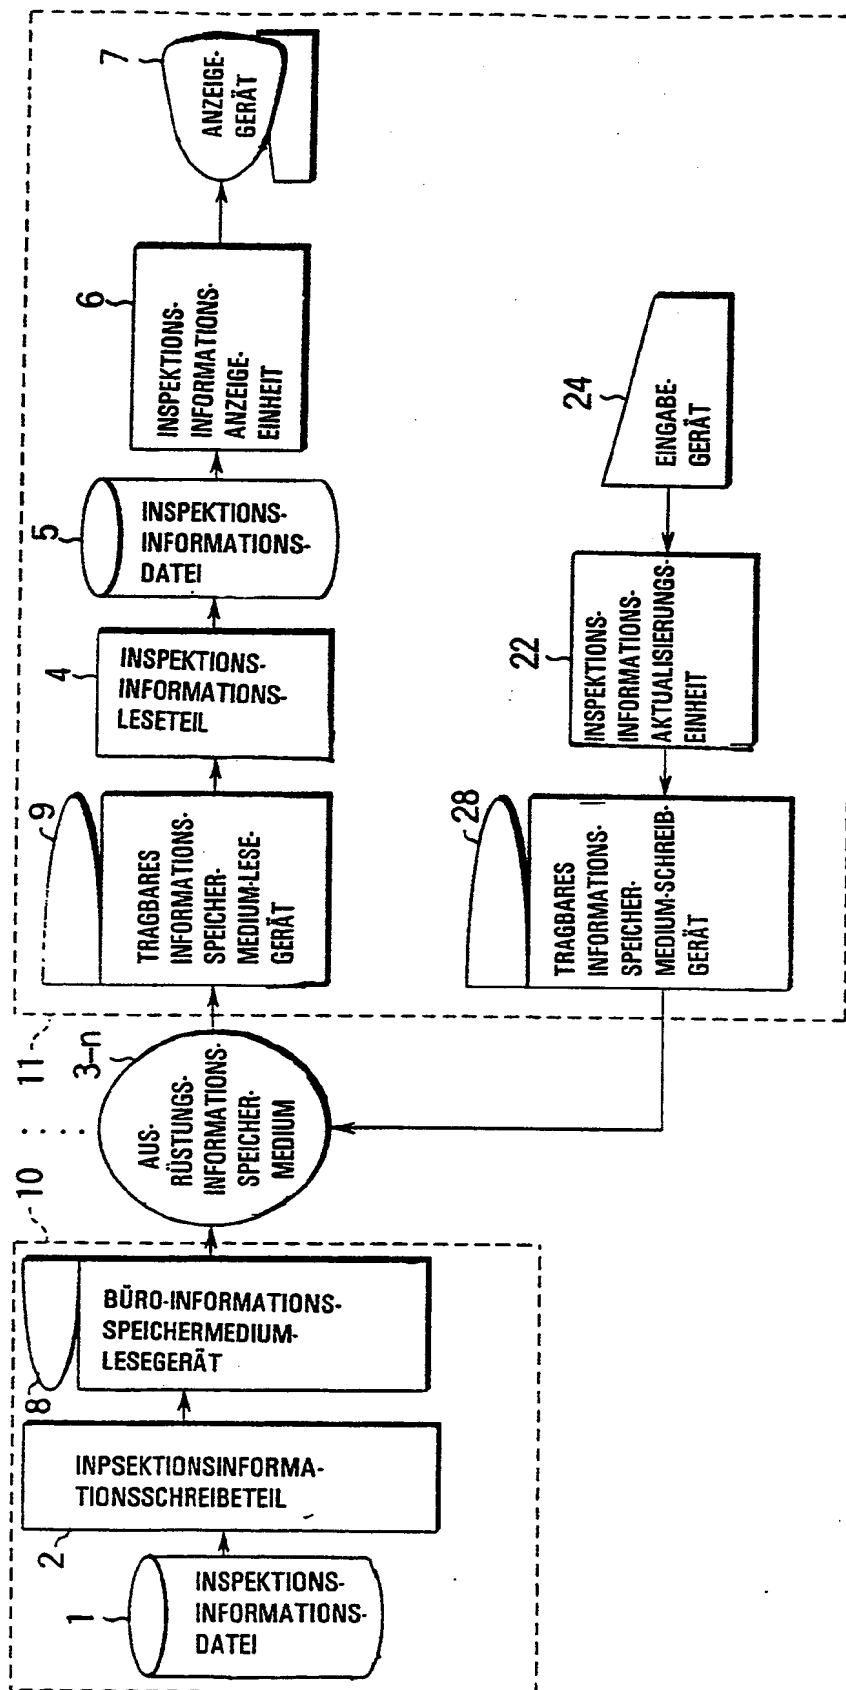 1
INSPEKTIONS-
INFORMATIONS-
DATEI
2
INPSEKTIONSINFORMA-
TIONSSCHREIBETEIL
8
BÜRO-INFORMATIONS-
SPEICHERMEDIUM-
LESEGERÄT
10
3-n
AUS-
RÜSTUNGS-
INFORMATIONS-
SPEICHER-
MEDIUM
11
9
TRAGBARES
INFORMATIONS-
SPEICHER-
MEDIUM-LESE-
GERÄT
4
INSPEKTIONS-
INFORMATIONS-
LESETEIL
5
INSPEKTIONS-
INFORMATIONS-
DATEI
6
INSPEKTIONS-
INFORMATIONS-
ANZEIGE-
EINHEIT
7
ANZEIGE-
GERÄT
28
TRAGBARES
INFORMATIONS-
SPEICHER-
MEDIUM-SCHREIB-
GERÄT
22
INSPEKTIONS-
INFORMATIONS-
AKTUALISIERUNGS-
EINHEIT
24
EINGABE-
GERÄT